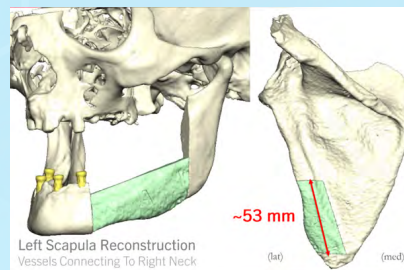 ~53 mm
Left Scapula Reconstruction
Vessels Connecting To Right Neck
(lat)
(med)